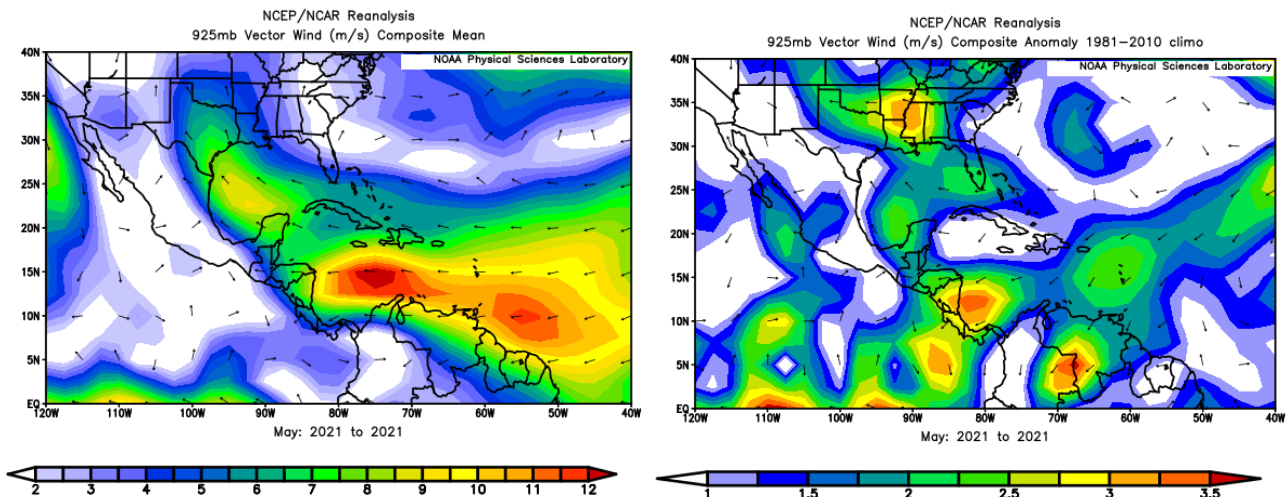 NCEP/NCAR Reanalysis
925mb Vector Wind (m/s) Composite Mean
NOAA Physical Sciences Laboratory
40N
35N
30N
25N
20N
15N
10N
5N
EQ
120W 110W 100W 90W 80W 70W 60W 50W 40W
May: 2021 to 2021
2 3 4 5 6 7 8 9 10 11 12
NCEP/NCAR Reanalysis
925mb Vector Wind (m/s) Composite Anomaly 1981-2010 climo
NOAA Physical Sciences Laboratory
40N
35N
30N
25N
20N
15N
10N
5N
EQ
120W 110W 100W 90W 80W 70W 60W 50W 40W
May: 2021 to 2021
1 1.5 2 2.5 3 3.5